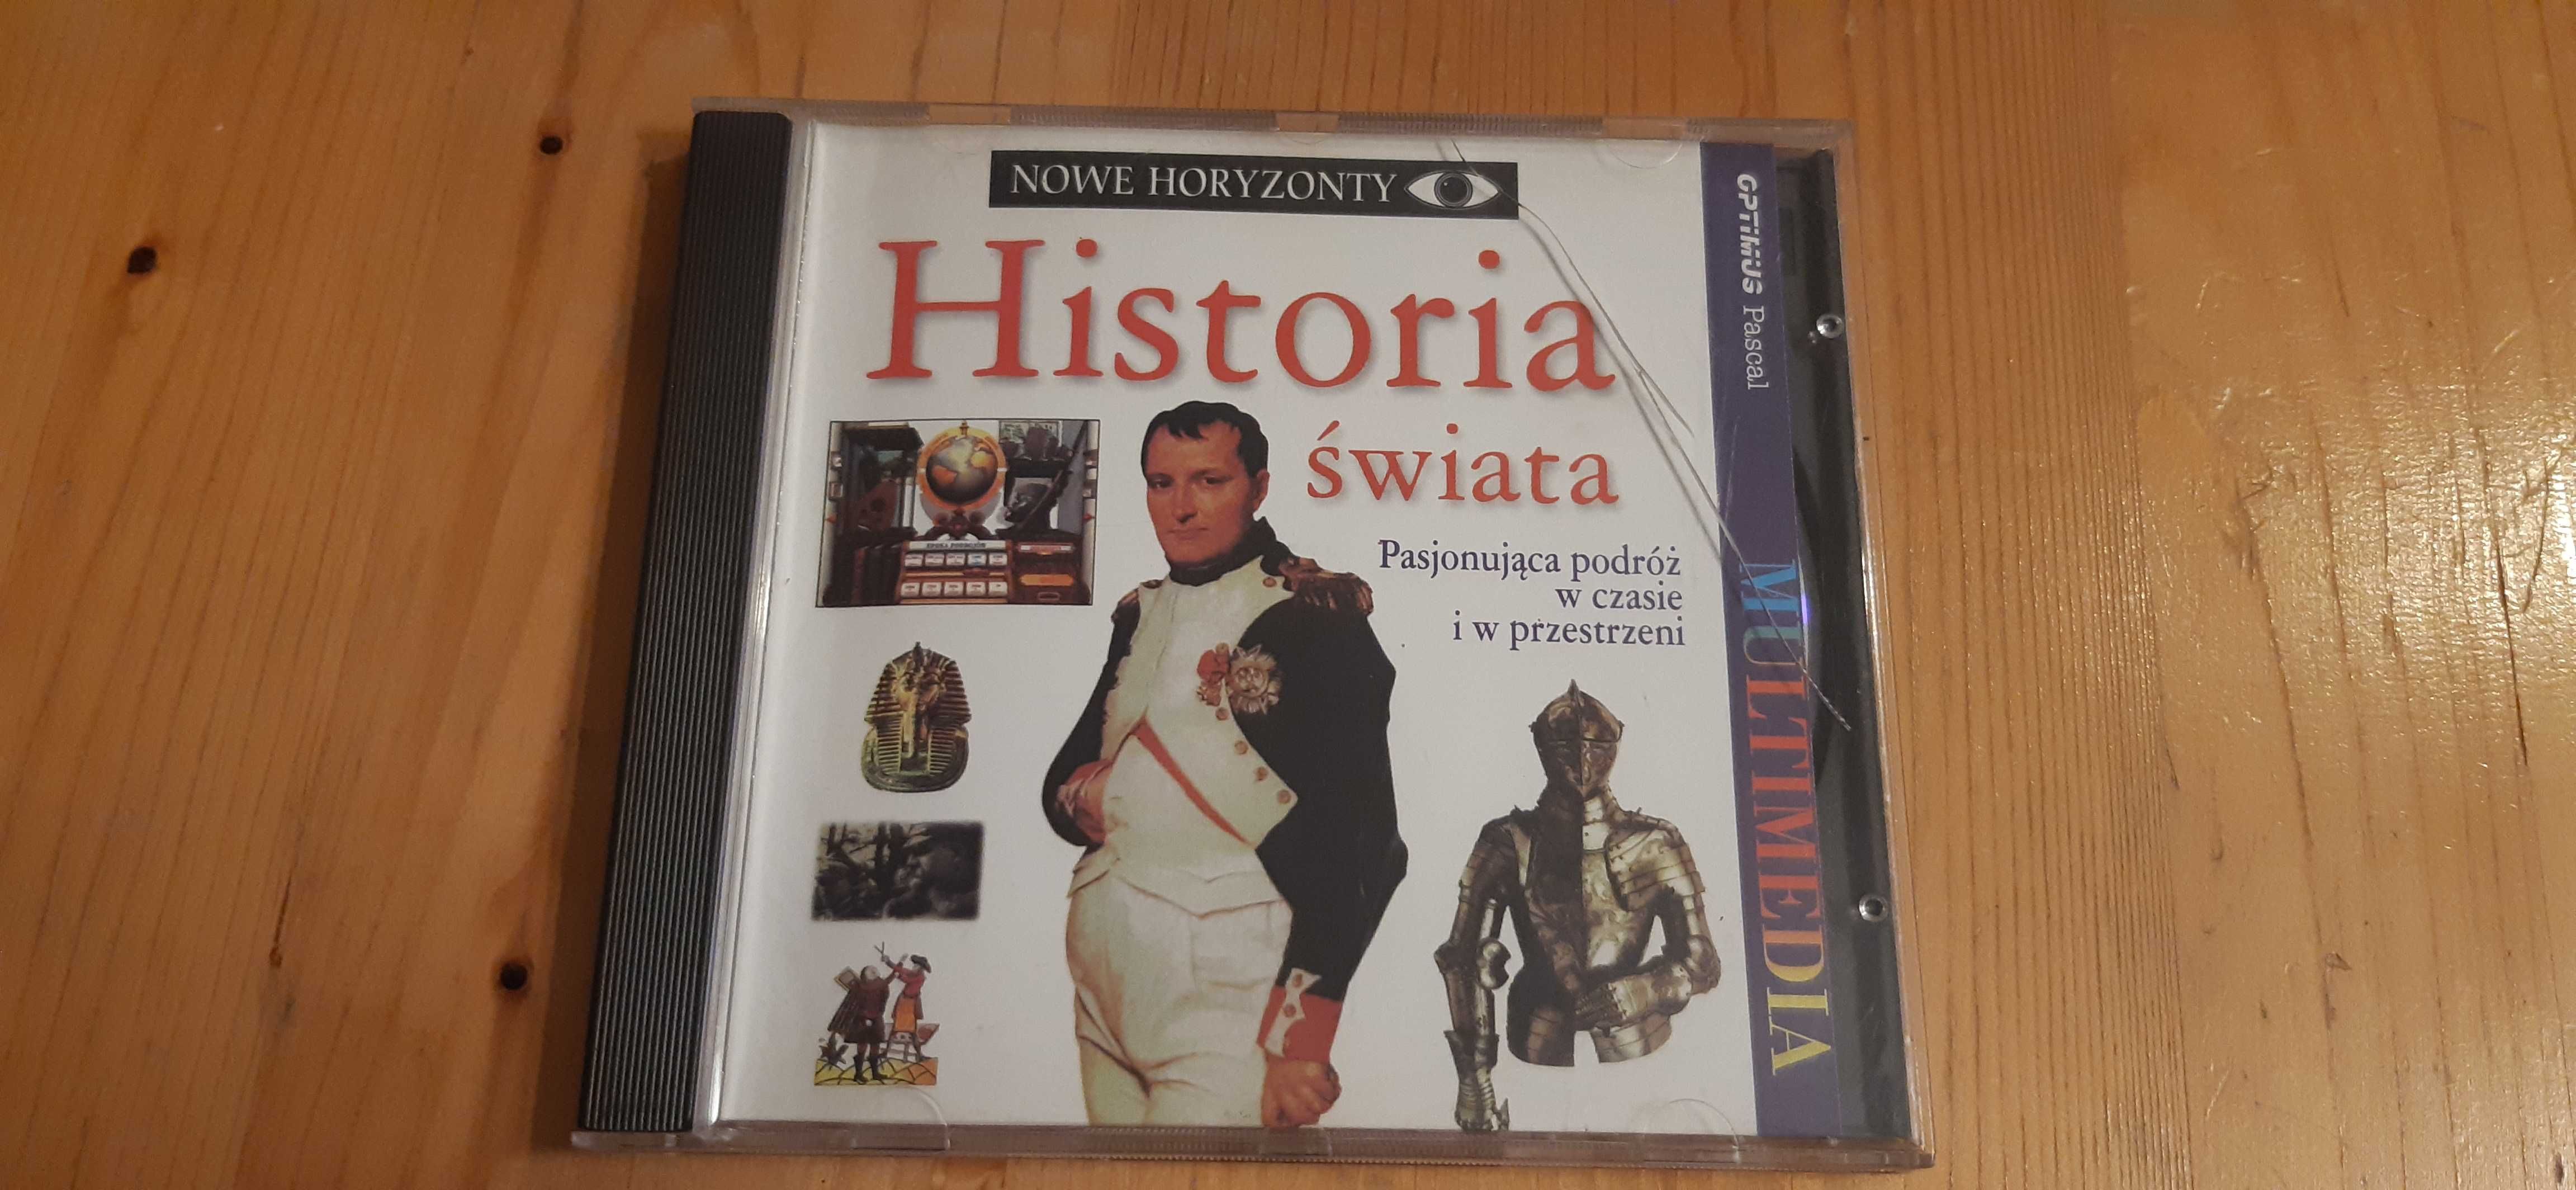 NOWE HORYZONTY
Historia
świata
Pasjonująca podróż
w czasie
i w przestrzeni
OPTIMUS Pascal
MULTIMEDIA